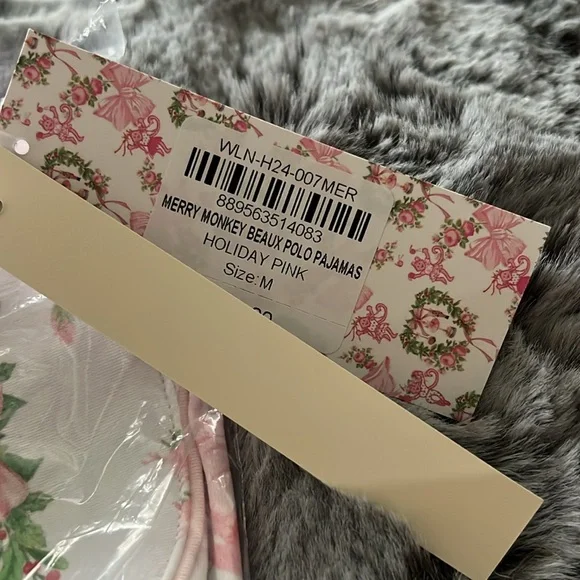 WLN-H24-007MER
889563514083
MERRY MONKEY BEAUX POLO PAJAMAS
HOLIDAY PINK
Size:M